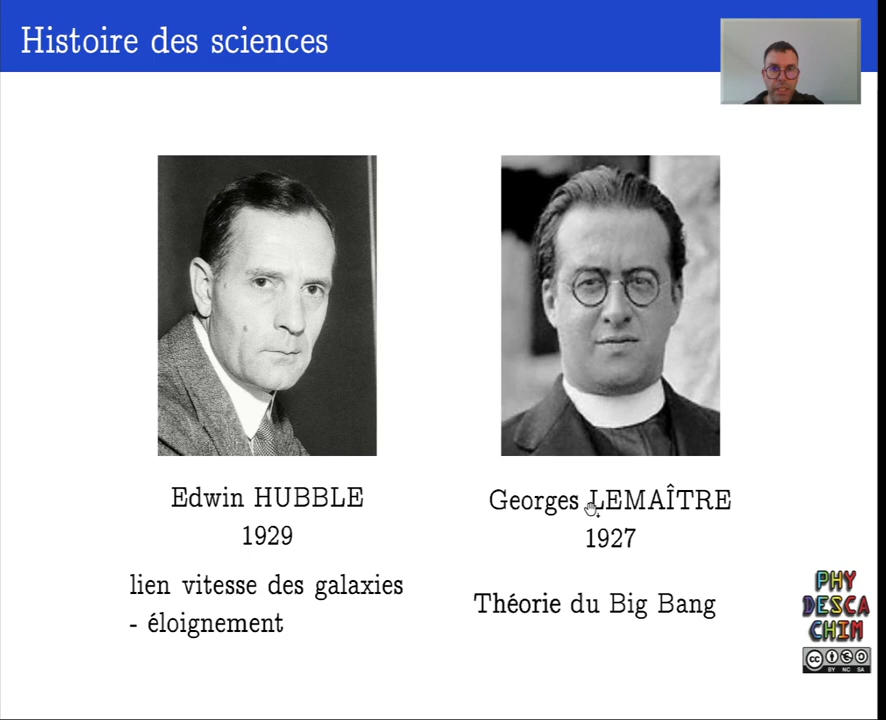 Histoire des sciences
Edwin HUBBLE
1929
lien vitesse des galaxies
- éloignement
Georges LEMAÎTRE
1927
Théorie du Big Bang
PHY
DESCA
CHIM
cc
BY NC SA